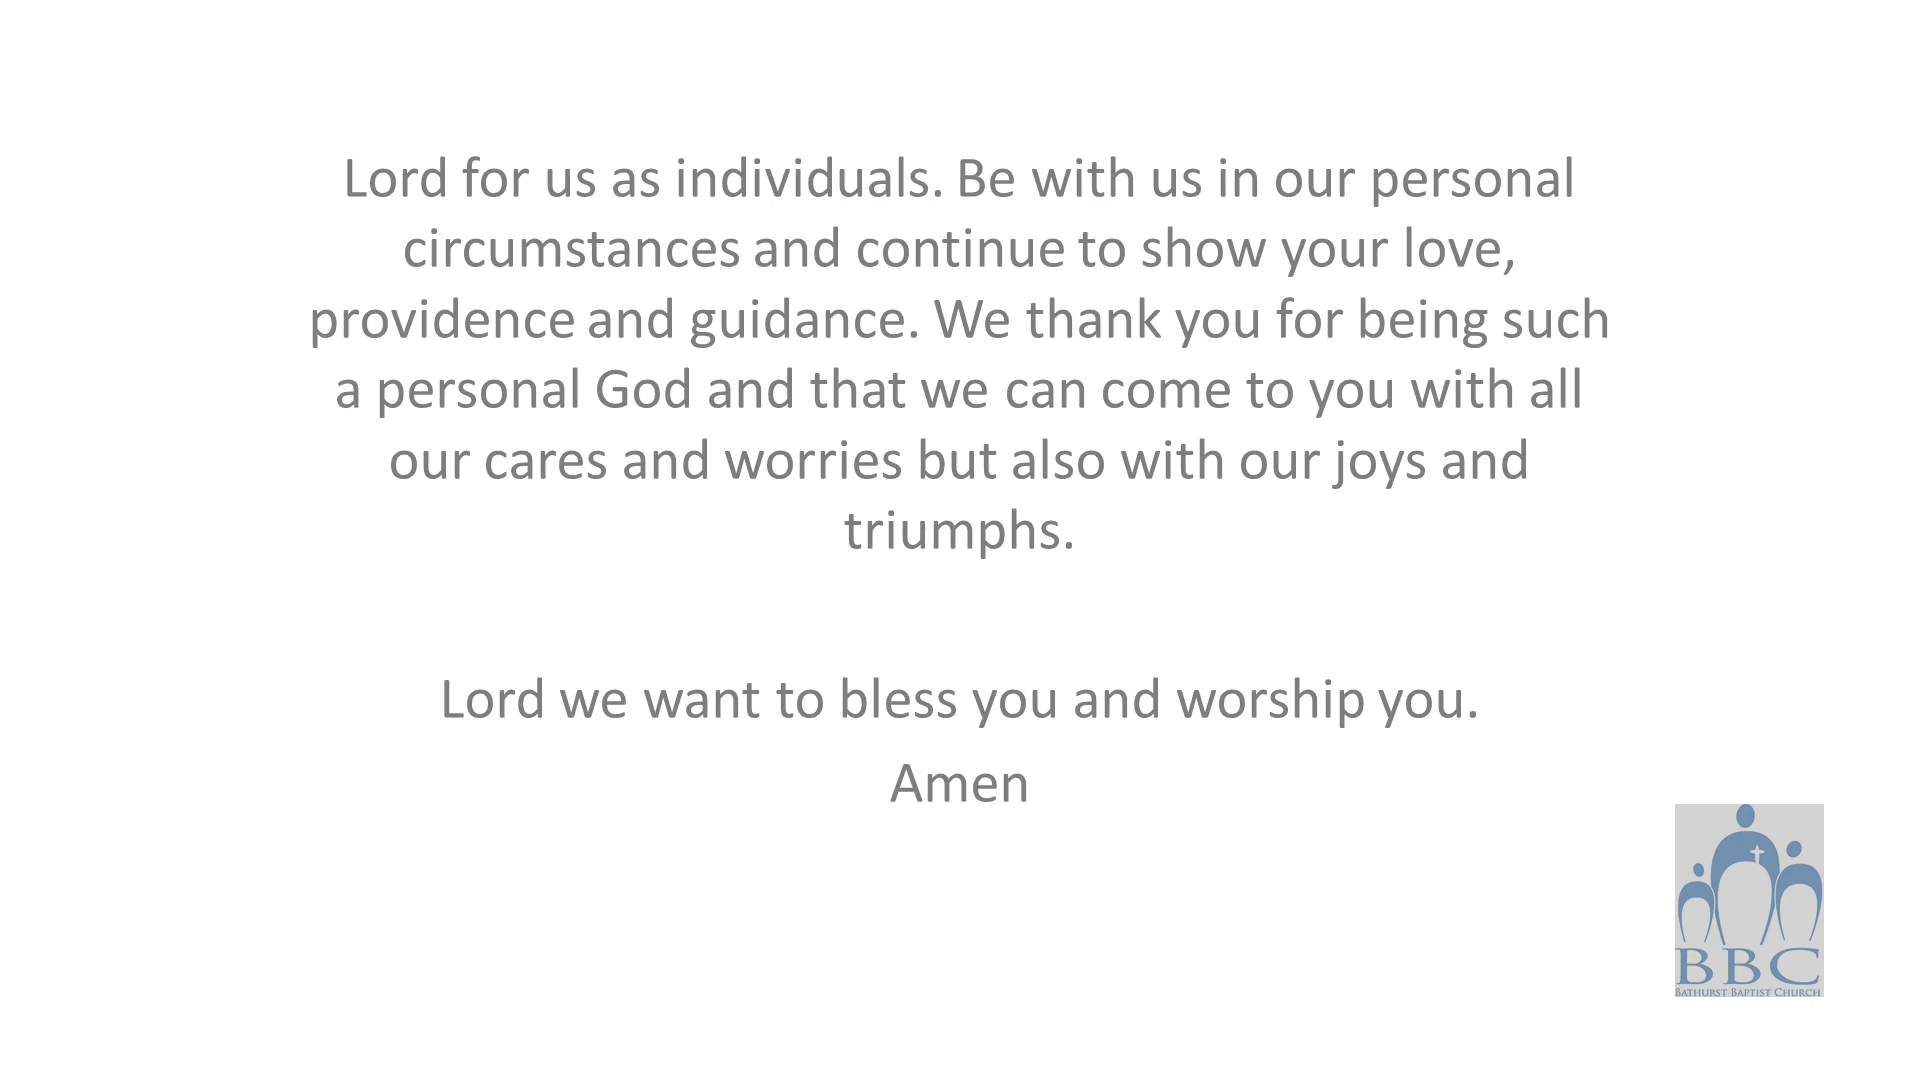 Lord for us as individuals. Be with us in our personal
circumstances and continue to show your love,
providence and guidance. We thank you for being such
a personal God and that we can come to you with all
our cares and worries but also with our joys and
triumphs.
Lord we want to bless you and worship you.
Amen
BBC
BATHURST BAPTIST CHURCH